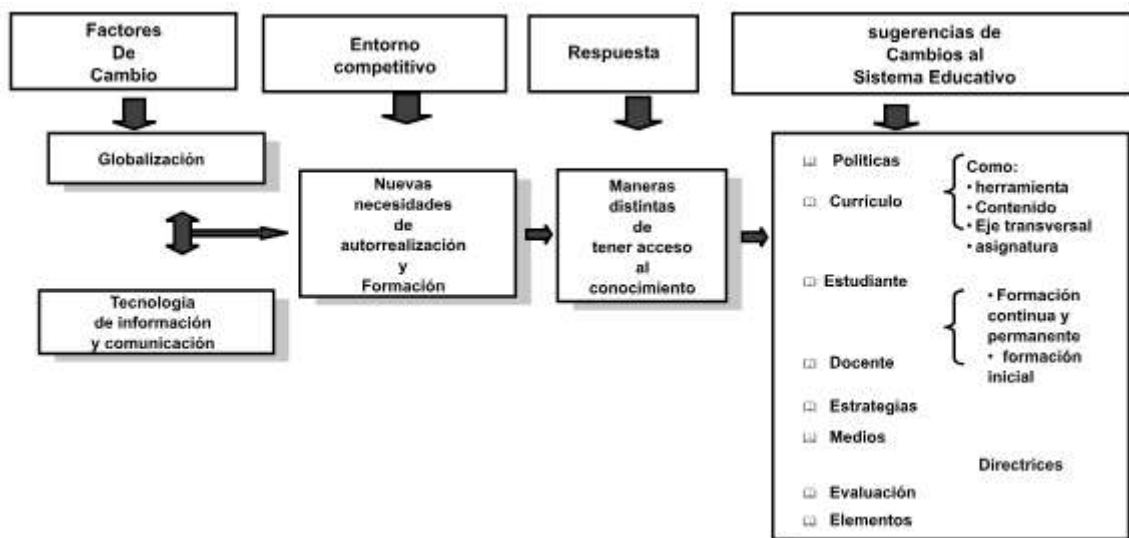 Factores
De
Cambio
Entorno
competitivo
Respuesta
sugerencias de
Cambios al
Sistema Educativo
Globalización
Tecnología
de información
y comunicación
Nuevas
necesidades
de
autorrealización
y
Formación
Maneras
distintas
de
tener acceso
al
conocimiento
Políticas
Currículo
Como:
• herramienta
• Contenido
• Eje transversal
• asignatura
Estudiante
• Formación
continua y
permanente
• formación
inicial
Docente
Estrategias
Medios
Directrices
Evaluación
Elementos